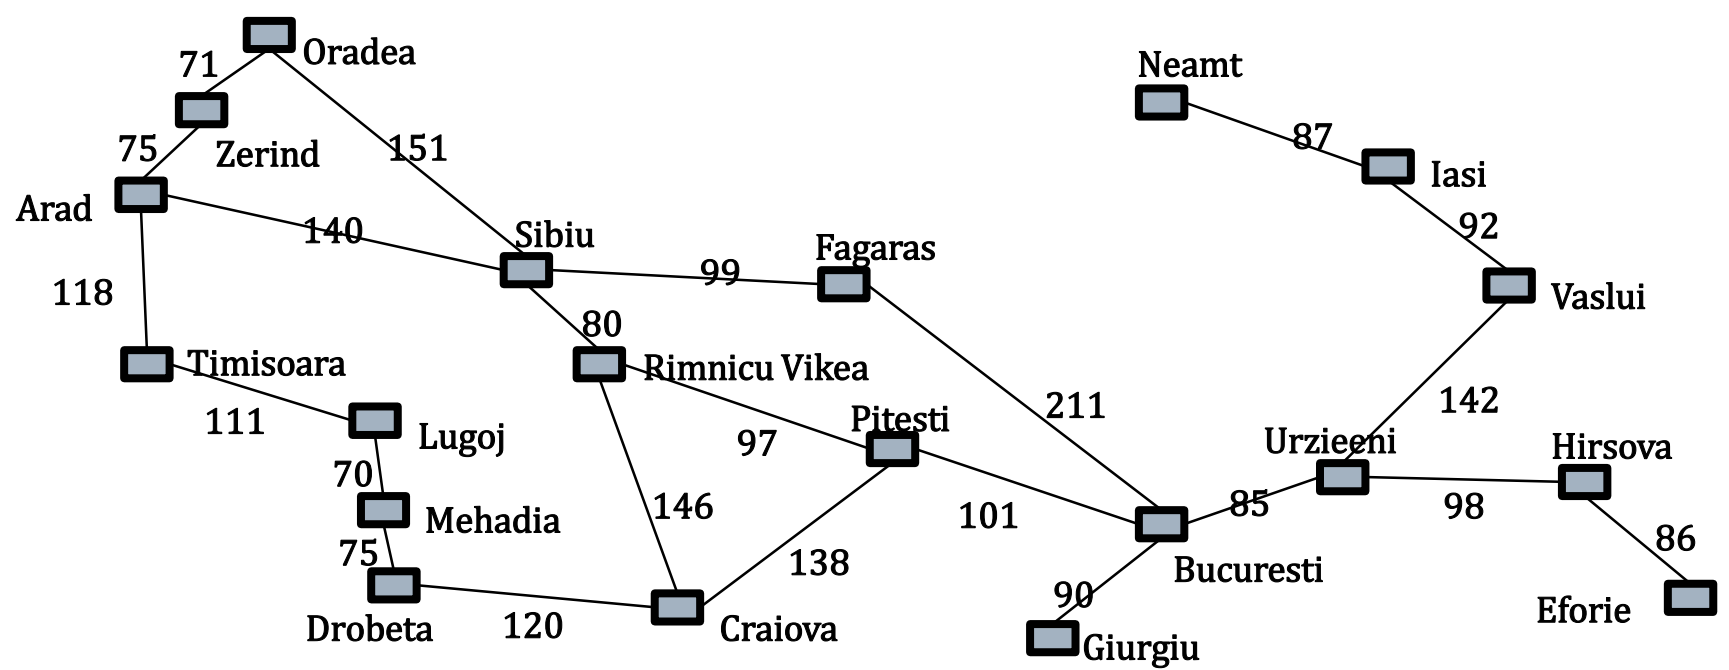 Oradea
Neamt
71
87
Zerind
75
151
Iasi
Arad
140
Sibiu
92
Fagaras
99
118
Vaslui
80
Timisoara
Rimnicu Vikea
111
Lugoj
97
Pitesti
211
142
Urzieeni
Hirsova
70
Mehadia
146
101
85
98
75
138
86
Bucuresti
90
Drobeta
120
Craiova
Giurgiu
Eforie